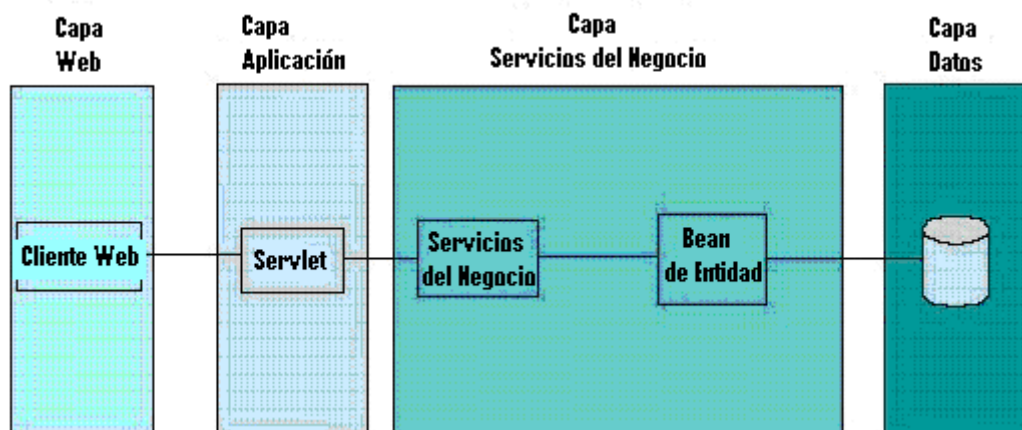 Capa
Web
Capa
Aplicación
Capa
Servicios del Negocio
Capa
Datos
Cliente Web
Servlet
Servicios
del Negocio
Bean
de Entidad